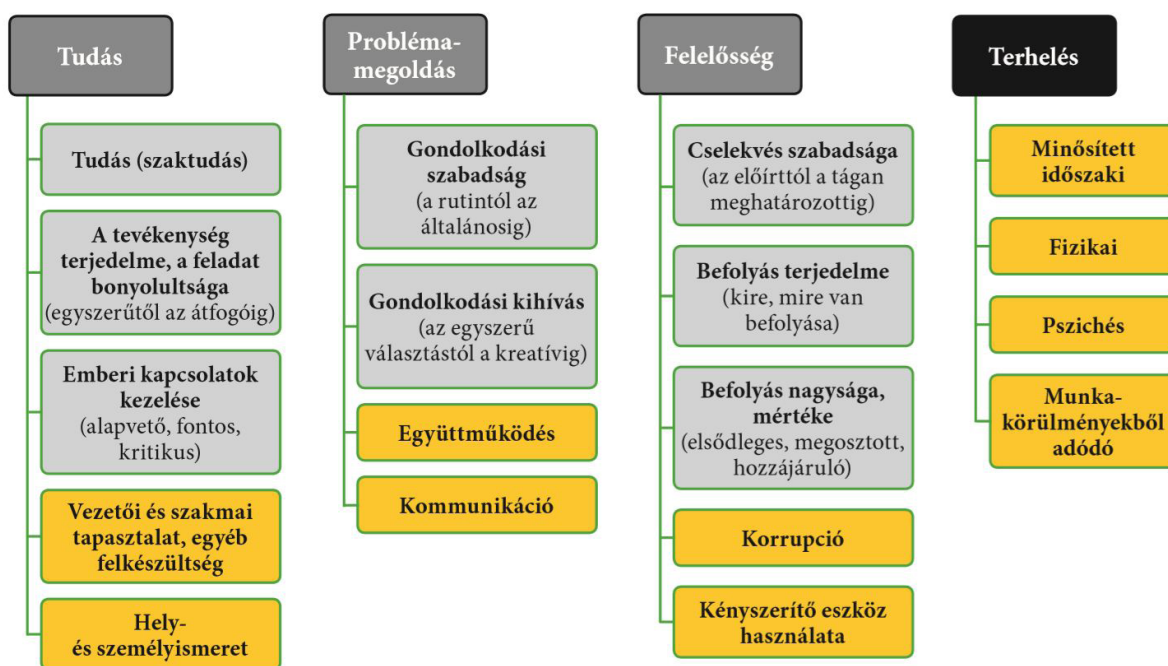 Tudás
Tudás (szaktudás)
A tevékenység
terjedelme, a feladat
bonyolultsága
(egyszerűtől az átfogóig)
Emberi kapcsolatok
kezelése
(alapvető, fontos,
kritikus)
Vezetői és szakmai
tapasztalat, egyéb
felkészültség
Hely-
és személyismeret
Probléma-
megoldás
Gondolkodási
szabadság
(a rutintól az
általánosig)
Gondolkodási kihívás
(az egyszerű
választástól a kreatívig)
Együttműködés
Kommunikáció
Felelősség
Cselekvés szabadsága
(az előírttól a tágan
meghatározottig)
Befolyás terjedelme
(kire, mire van
befolyása)
Befolyás nagysága,
mértéke
(elsődleges, megosztott,
hozzájáruló)
Korrupció
Kényszerítő eszköz
használata
Terhelés
Minősített
időszaki
Fizikai
Pszichés
Munka-
körülményekből
adódó